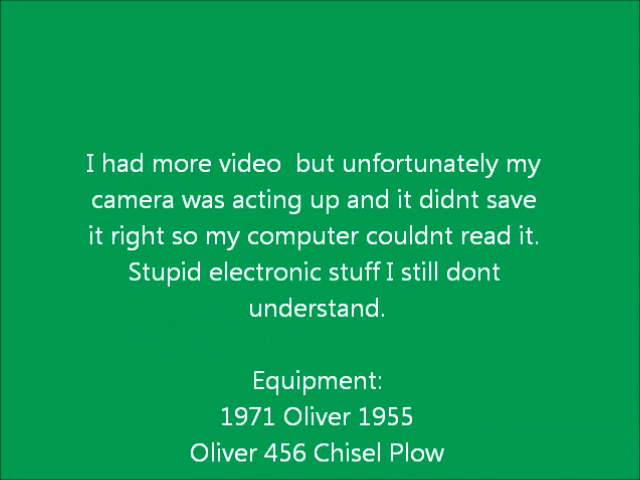 I had more video  but unfortunately my
camera was acting up and it didnt save
it right so my computer couldnt read it.
Stupid electronic stuff I still dont
understand.
Equipment:
1971 Oliver 1955
Oliver 456 Chisel Plow